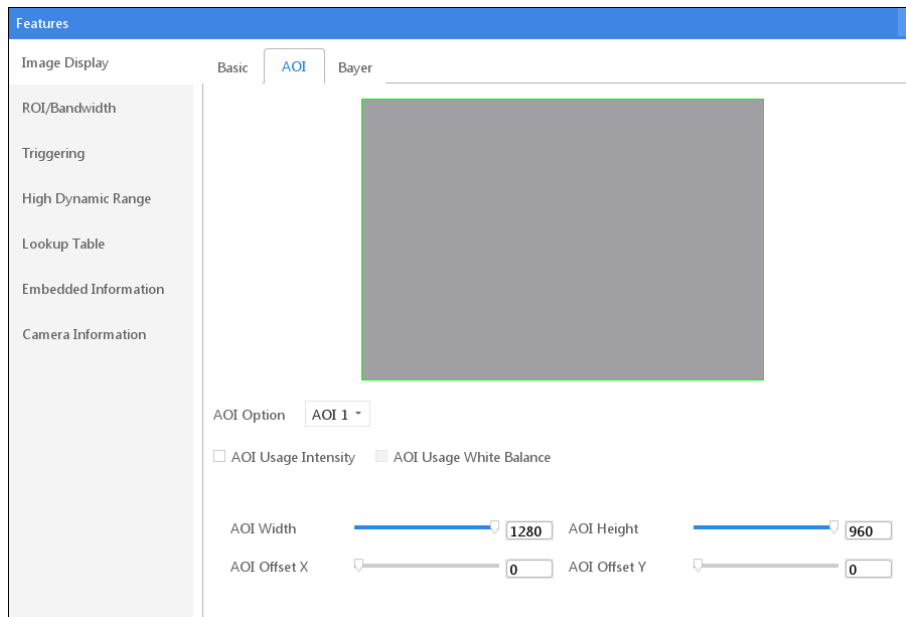 Features
Image Display
ROI/Bandwidth
Triggering
High Dynamic Range
Lookup Table
Embedded Information
Camera Information
Basic AOI Bayer
AOI Option AOI 1
AOI Usage Intensity AOI Usage White Balance
AOI Width 1280 AOI Height 960
AOI Offset X 0 AOI Offset Y 0